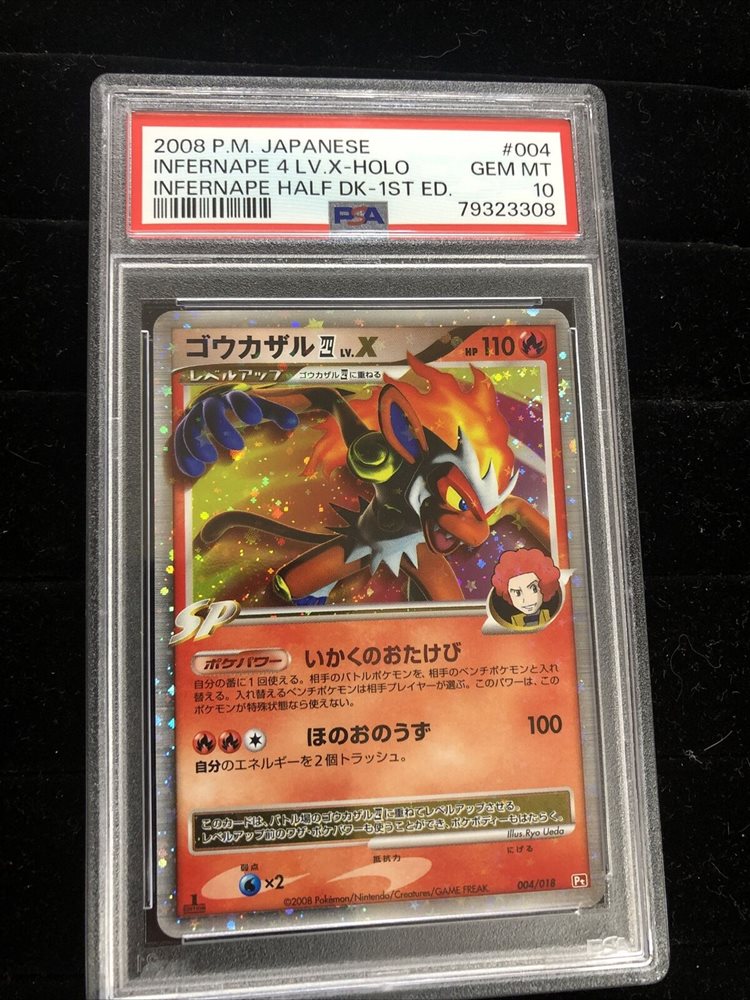 2008 P.M. JAPANESE #004
INFERNAPE 4 LV.X-HOLO GEM MT
INFERNAPE HALF DK-1ST ED. 10
PSA 79323308
ゴウカザル 四 LV.X HP 110
レベルアップ ゴウカザル四に重ねる
SP
ポケパワー いかくのおたけび
自分の番に1回使える。相手のバトルポケモンを、相手のベンチポケモンと入れ
替える。入れ替えるベンチポケモンは相手プレイヤーが選ぶ。このパワーは、この
ポケモンが特殊状態なら使えない。
ほのおのうず 100
自分のエネルギーを2個トラッシュ。
このカードは、バトル場のゴウカザル四に重ねてレベルアップさせる。
レベルアップ前のワザ・ポケパワーも使うことができ、ポケボディーもはたらく。
Illus.Ryo Ueda
弱点 抵抗力 にげる
×2
1 EDITION ©2008 Pokémon/Nintendo/Creatures/GAME FREAK. 004/018 Pt